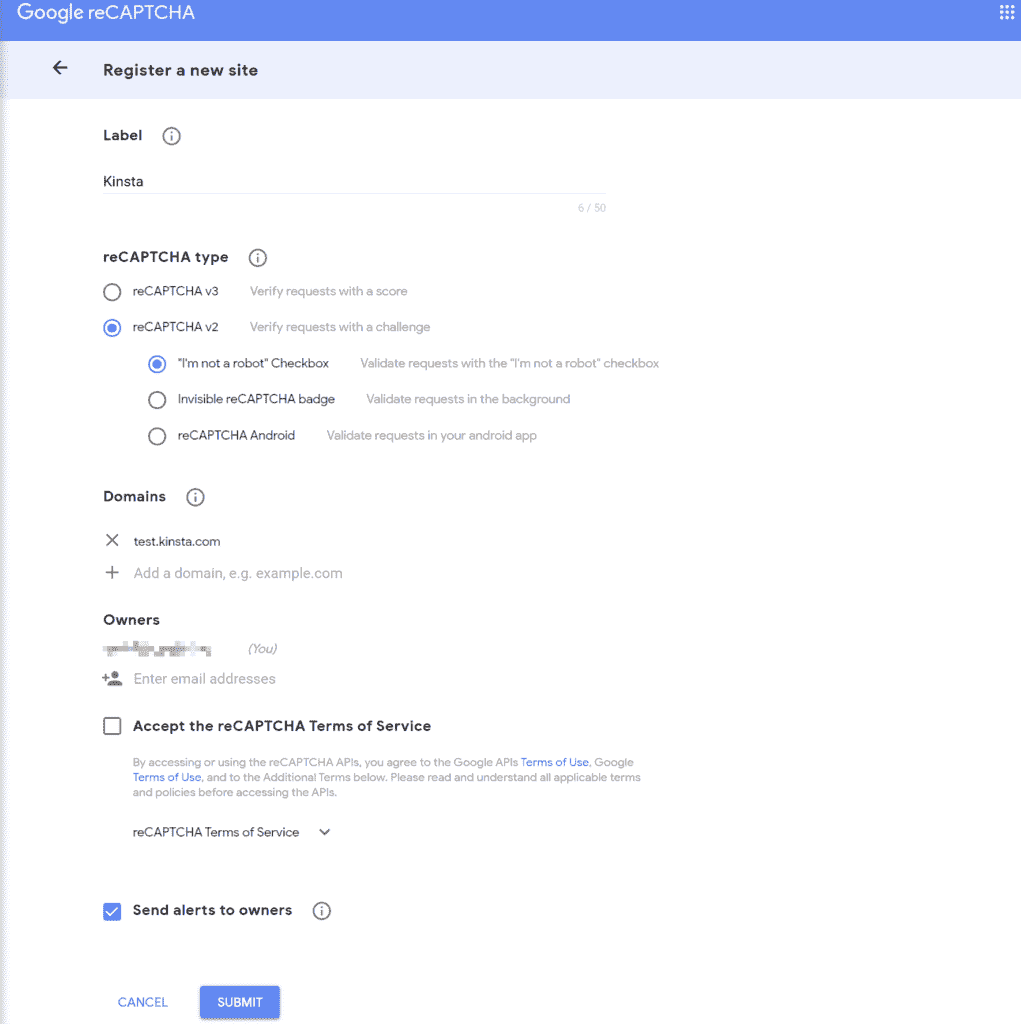 Google reCAPTCHA
Register a new site
Label
Kinsta
6 / 50
reCAPTCHA type
reCAPTCHA v3 Verify requests with a score
reCAPTCHA v2 Verify requests with a challenge
"I'm not a robot" Checkbox Validate requests with the "I'm not a robot" checkbox
Invisible reCAPTCHA badge Validate requests in the background
reCAPTCHA Android Validate requests in your android app
Domains
test.kinsta.com
Add a domain, e.g. example.com
Owners
(You)
Enter email addresses
Accept the reCAPTCHA Terms of Service
By accessing or using the reCAPTCHA APIs, you agree to the Google APIs Terms of Use, Google
Terms of Use, and to the Additional Terms below. Please read and understand all applicable terms
and policies before accessing the APIs.
reCAPTCHA Terms of Service
Send alerts to owners
CANCEL SUBMIT